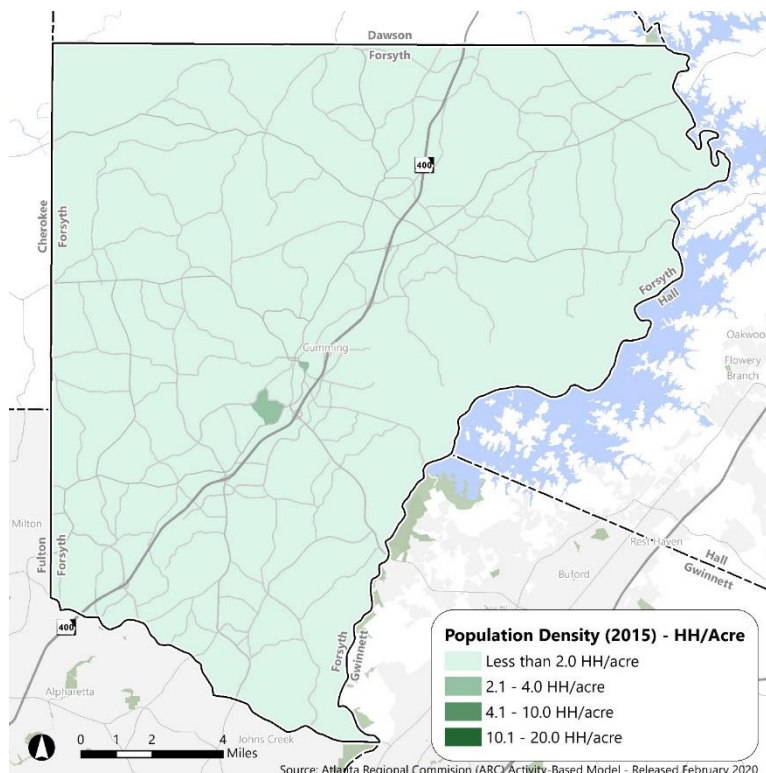 Dawson
Forsyth
400
Cherokee
Forsyth
Forsyth
Hall
Cumming
Oakwood
Flowery
Branch
Milton
Fulton
Forsyth
Rest Haven
Hall
Gwinnett
Buford
Forsyth
Gwinnett
400
Alpharetta
Johns Creek
Population Density (2015) - HH/Acre
Less than 2.0 HH/acre
2.1 - 4.0 HH/acre
4.1 - 10.0 HH/acre
10.1 - 20.0 HH/acre
0 1 2 4
Miles
Source: Atlanta Regional Commision (ARC) Activity-Based Model - Released February 2020